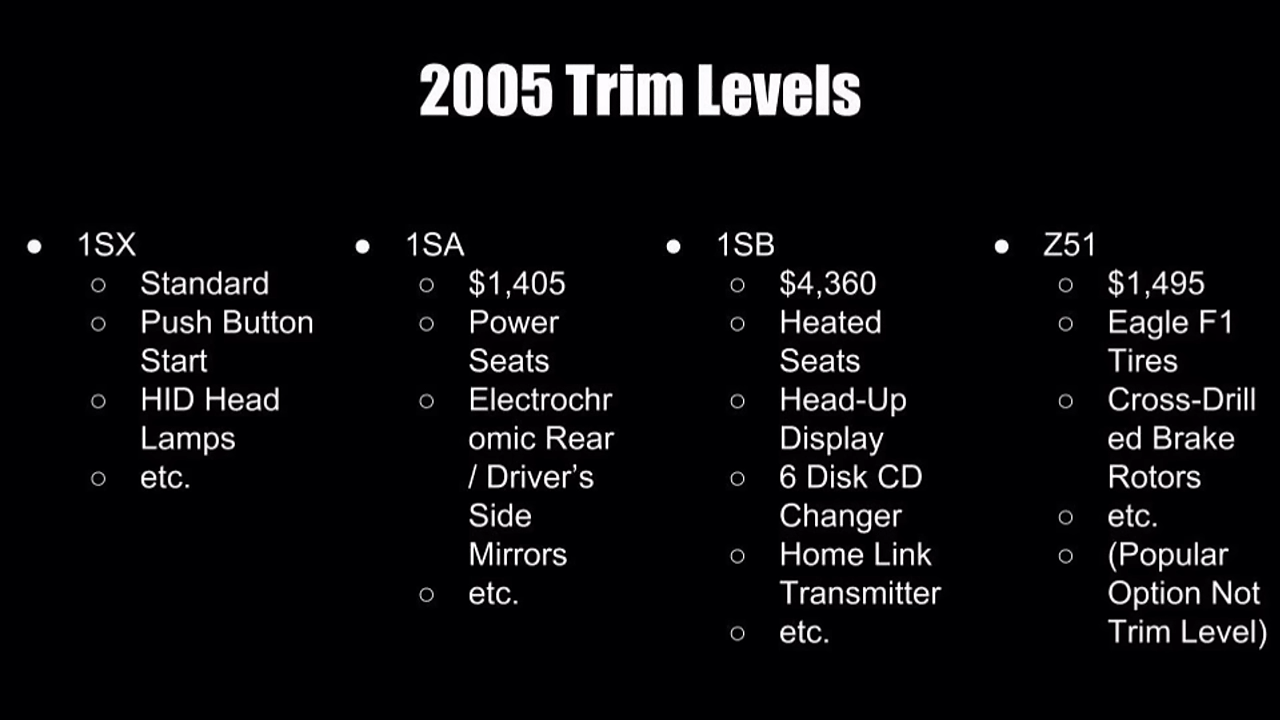 2005 Trim Levels
● 1SX
○ Standard
○ Push Button
Start
○ HID Head
Lamps
○ etc.
● 1SA
○ $1,405
○ Power
Seats
○ Electrochr
omic Rear
/ Driver’s
Side
Mirrors
○ etc.
● 1SB
○ $4,360
○ Heated
Seats
○ Head-Up
Display
○ 6 Disk CD
Changer
○ Home Link
Transmitter
○ etc.
● Z51
○ $1,495
○ Eagle F1
Tires
○ Cross-Drill
ed Brake
Rotors
○ etc.
○ (Popular
Option Not
Trim Level)